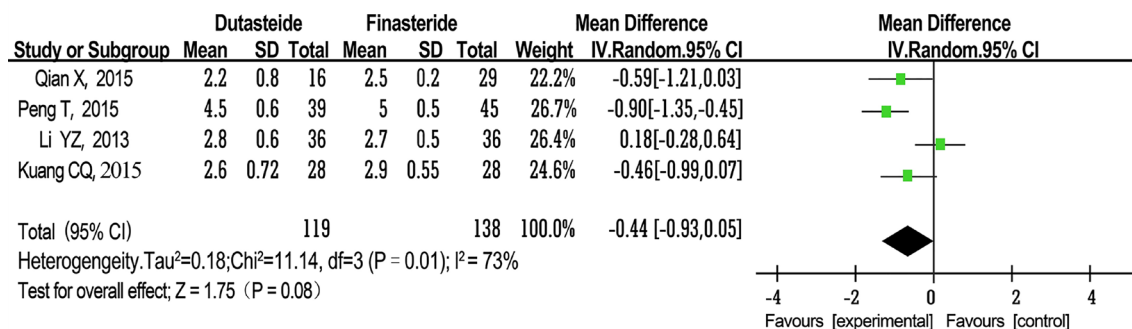 Dutasteide Finasteride Mean Difference Mean Difference
Study or Subgroup Mean SD Total Mean SD Total Weight IV.Random.95% CI IV.Random.95% CI
Qian X, 2015 2.2 0.8 16 2.5 0.2 29 22.2% -0.59[-1.21,0.03]
Peng T, 2015 4.5 0.6 39 5 0.5 45 26.7% -0.90[-1.35,-0.45]
Li YZ, 2013 2.8 0.6 36 2.7 0.5 36 26.4% 0.18[-0.28,0.64]
Kuang CQ, 2015 2.6 0.72 28 2.9 0.55 28 24.6% -0.46[-0.99,0.07]
Total (95% CI) 119 138 100.0% -0.44 [-0.93,0.05]
Heterogengeity.Tau²=0.18;Chi²=11.14, df=3 (P = 0.01); I² = 73%
Test for overall effect; Z = 1.75 (P = 0.08)
-4 -2 0 2 4
Favours [experimental] Favours [control]